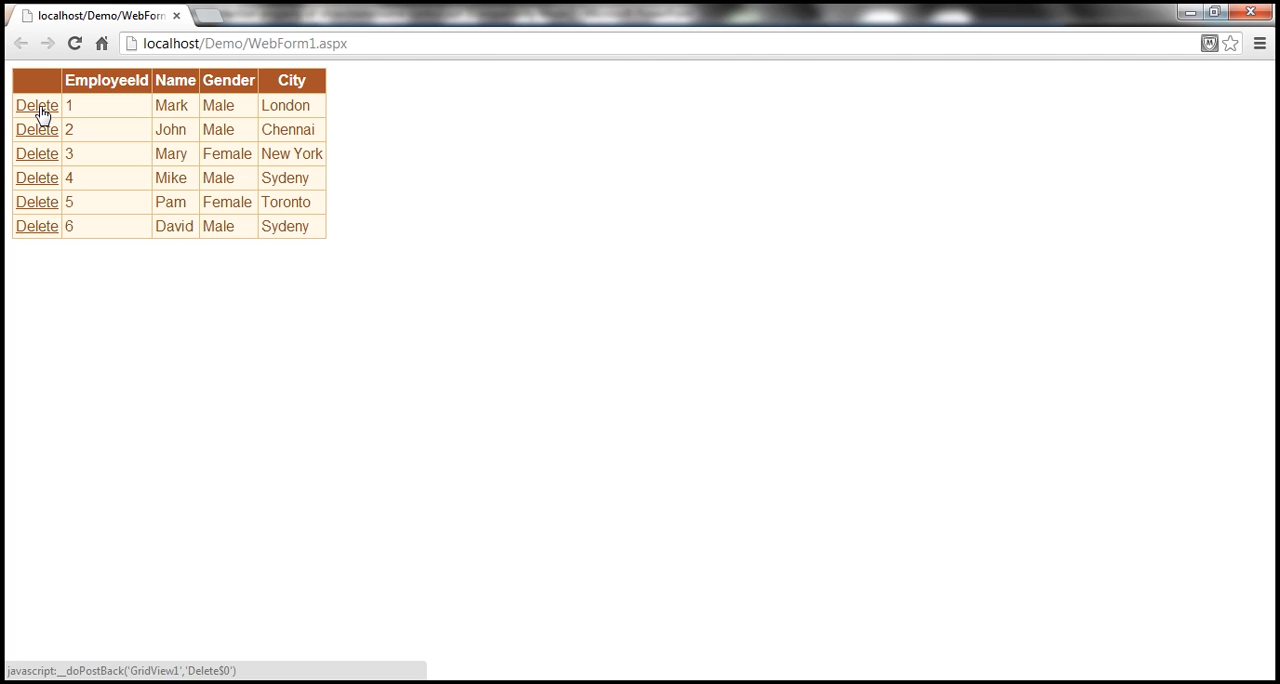 localhost/Demo/WebForm
localhost/Demo/WebForm1.aspx
EmployeeId Name Gender City
Delete 1 Mark Male London
Delete 2 John Male Chennai
Delete 3 Mary Female New York
Delete 4 Mike Male Sydeny
Delete 5 Pam Female Toronto
Delete 6 David Male Sydeny
javascript:__doPostBack('GridView1','Delete$0')